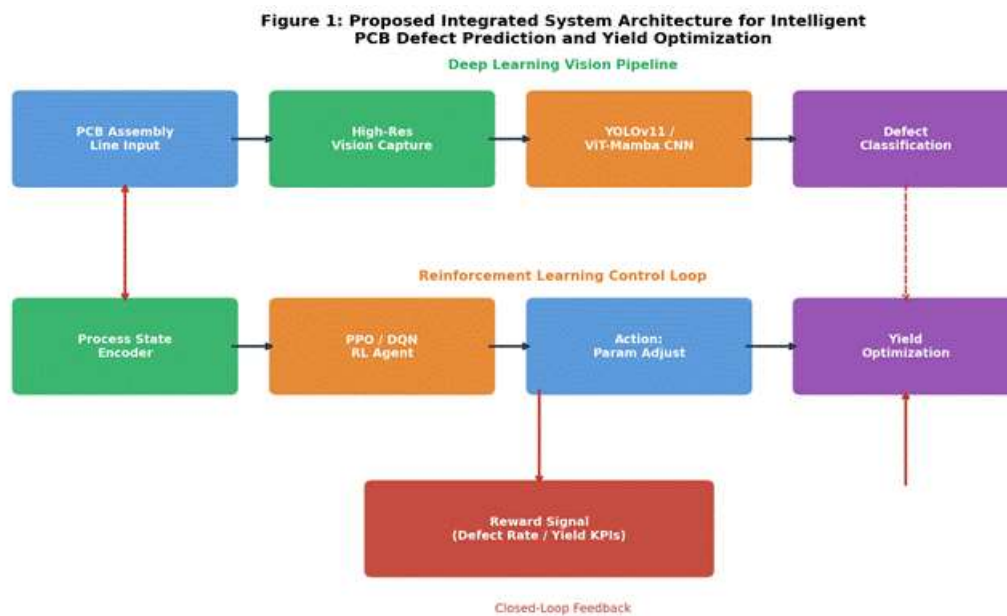 Figure 1: Proposed Integrated System Architecture for Intelligent
PCB Defect Prediction and Yield Optimization
Deep Learning Vision Pipeline
PCB Assembly
Line Input
High-Res
Vision Capture
YOLOv11 /
ViT-Mamba CNN
Defect
Classification
Reinforcement Learning Control Loop
Process State
Encoder
PPO / DQN
RL Agent
Action:
Param Adjust
Yield
Optimization
Reward Signal
(Defect Rate / Yield KPIs)
Closed-Loop Feedback